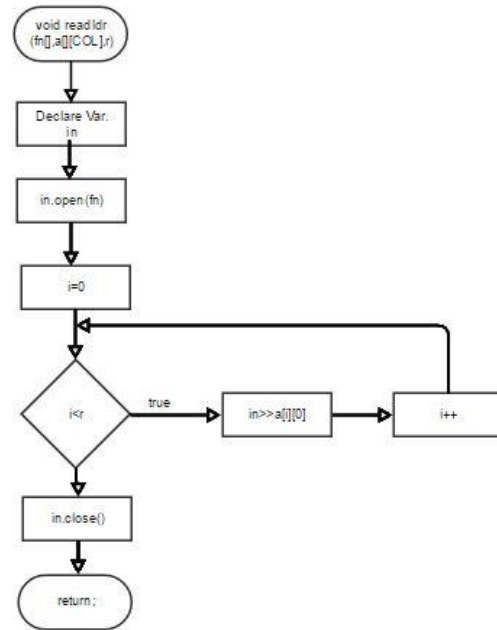 void readldr
(fn[],a[][COL],r)
Declare Var.
in
in.open(fn)
i=0
i<r
true
in>>a[i][0]
i++
in.close()
return;